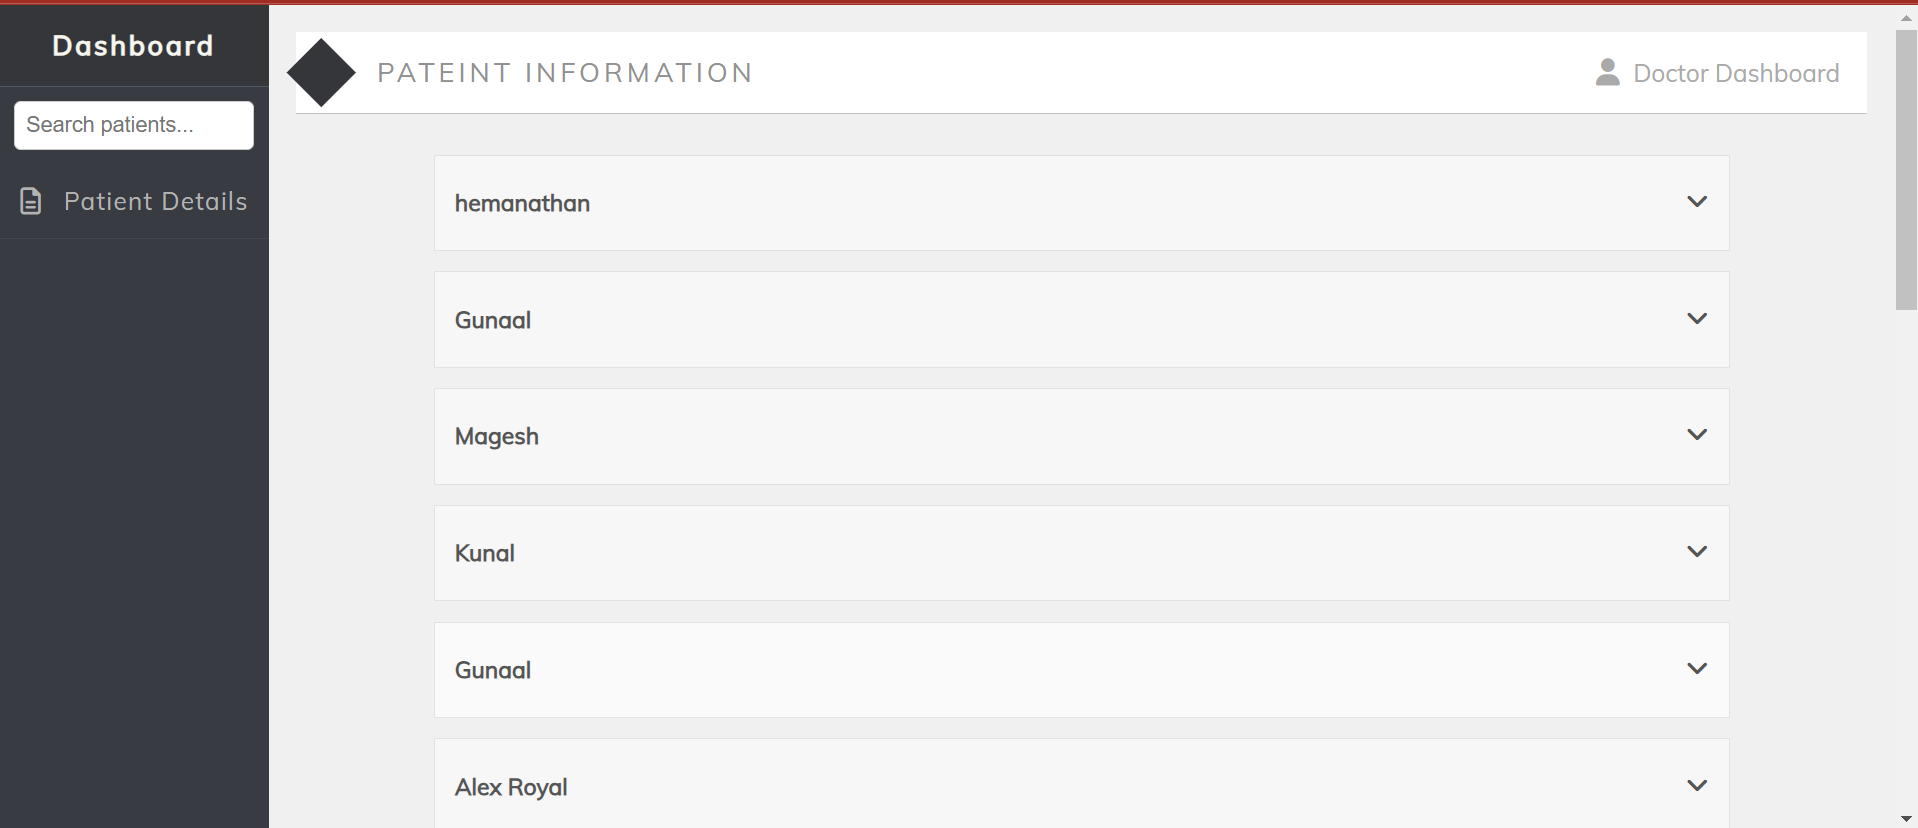 Dashboard
Search patients...
Patient Details
PATEINT INFORMATION
Doctor Dashboard
hemanathan
Gunaal
Magesh
Kunal
Gunaal
Alex Royal